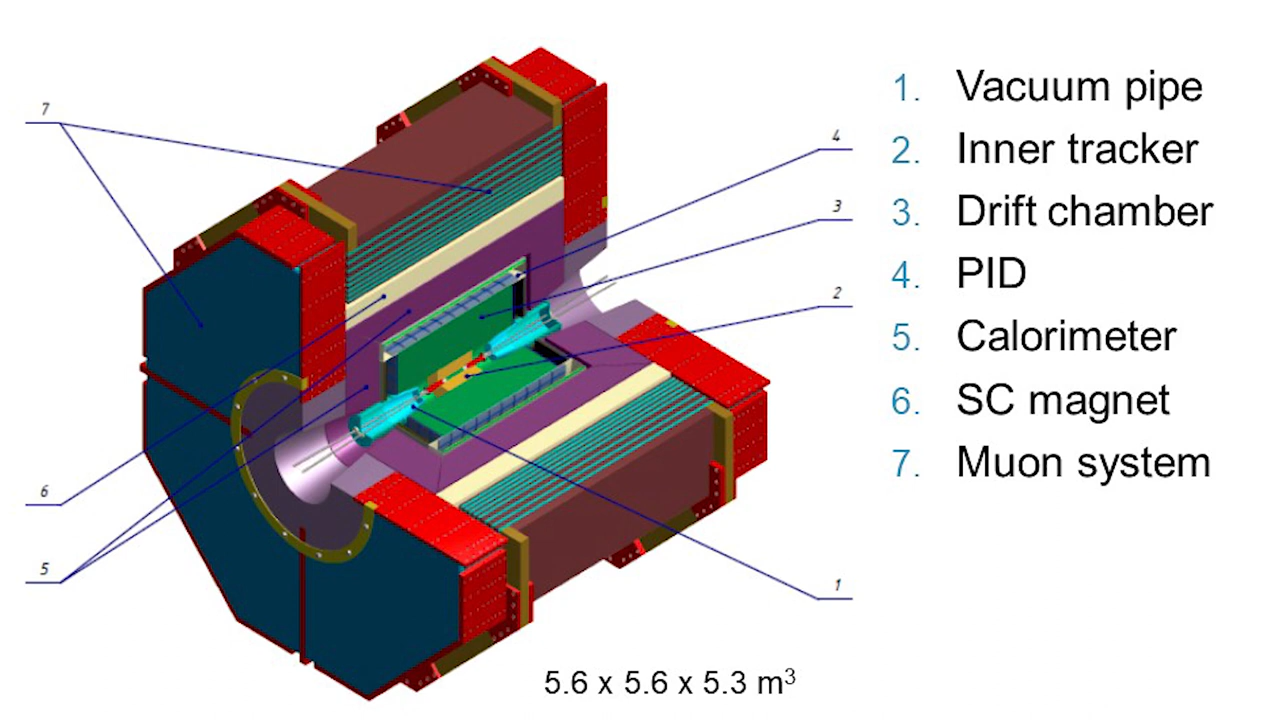 7
4
3
2
6
5
1
1. Vacuum pipe
2. Inner tracker
3. Drift chamber
4. PID
5. Calorimeter
6. SC magnet
7. Muon system
5.6 x 5.6 x 5.3 m³